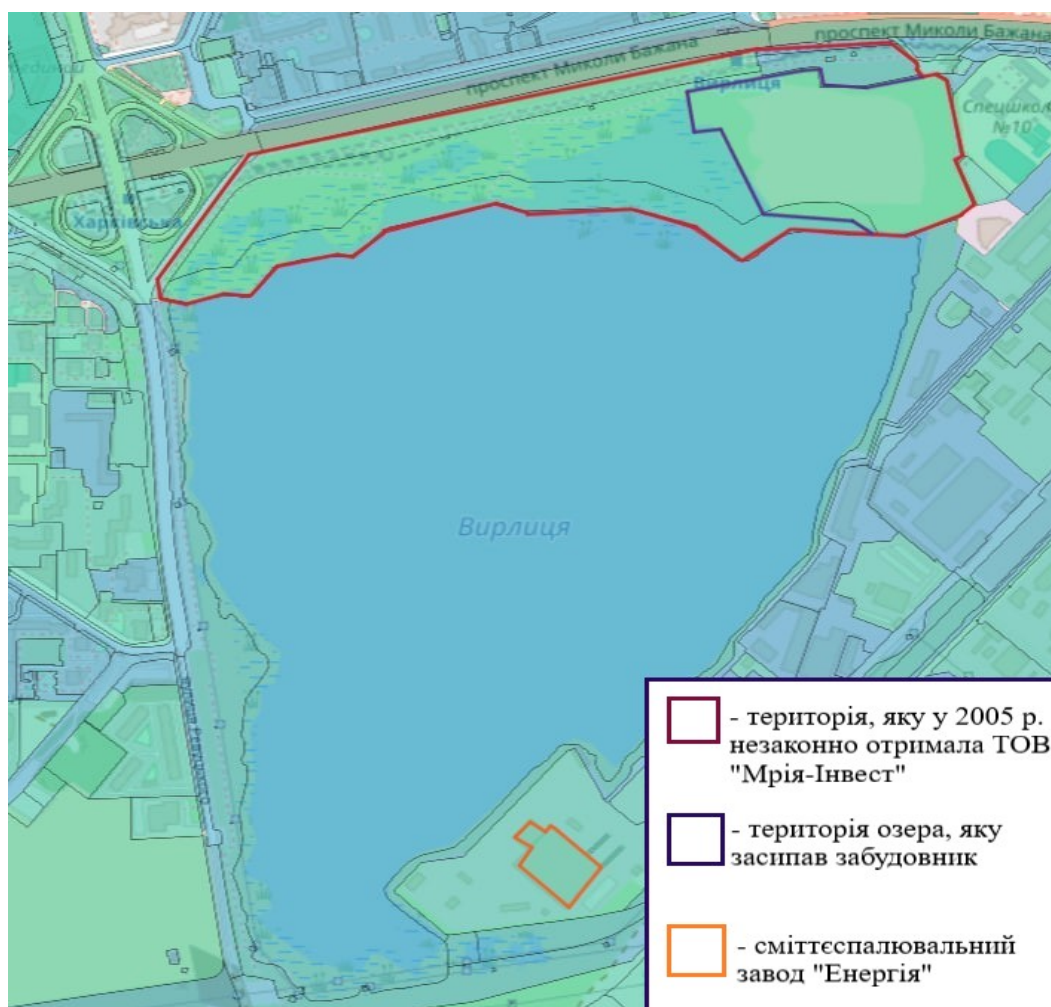 проспект Миколи Бажана
проспект Миколи Бажана
Вирлиця
Спецшкола
№10
Харківська
Вирлиця
- територія, яку у 2005 р.
незаконно отримала ТОВ
"Мрія-Інвест"
- територія озера, яку
засипав забудовник
- сміттєспалювальний
завод "Енергія"